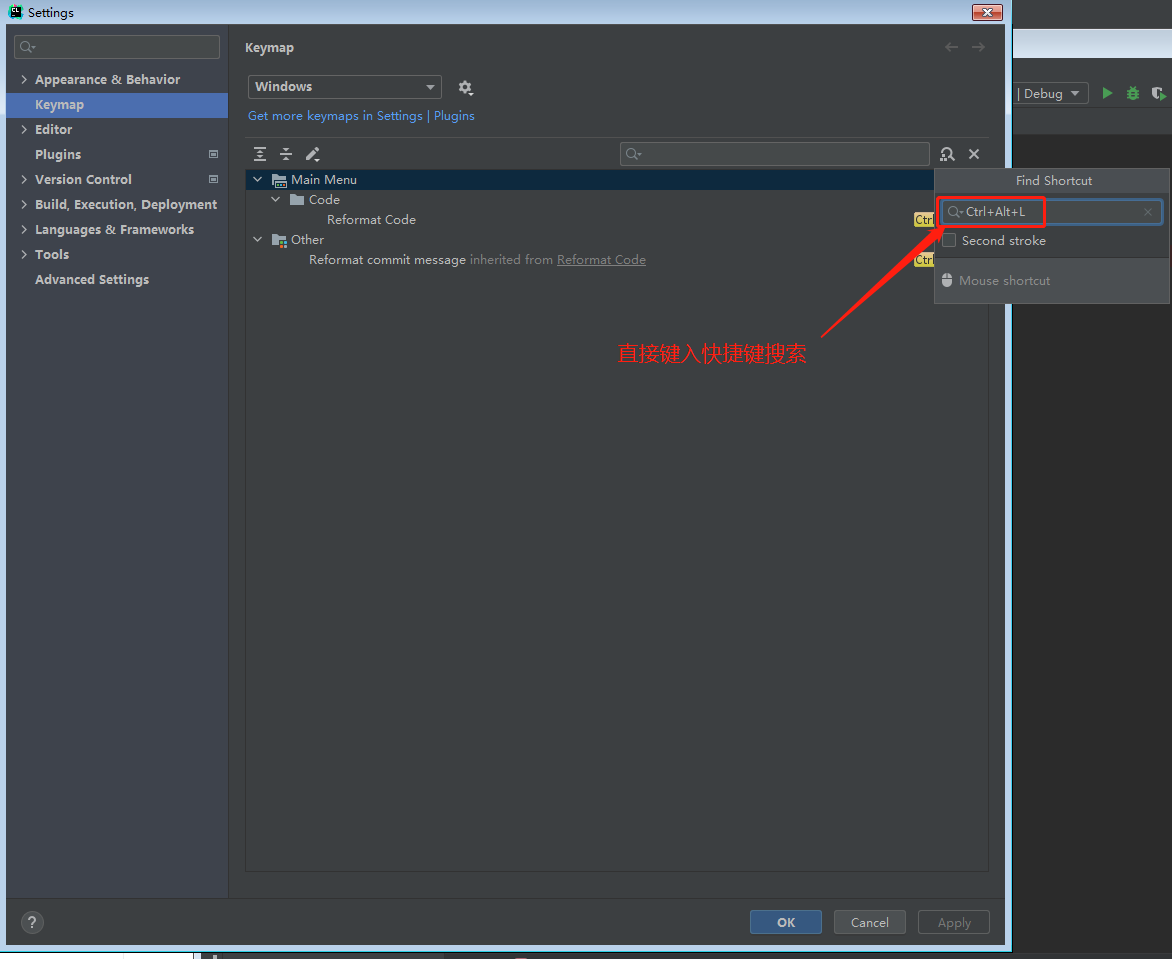 Settings
Keymap
Appearance & Behavior
Keymap
Editor
Plugins
Version Control
Build, Execution, Deployment
Languages & Frameworks
Tools
Advanced Settings
Windows
Get more keymaps in Settings | Plugins
Main Menu
Code
Reformat Code
Ctrl
Other
Reformat commit message inherited from Reformat Code
Ctrl
| Debug
Find Shortcut
Ctrl+Alt+L
Second stroke
Mouse shortcut
直接键入快捷键搜索
?
OK
Cancel
Apply